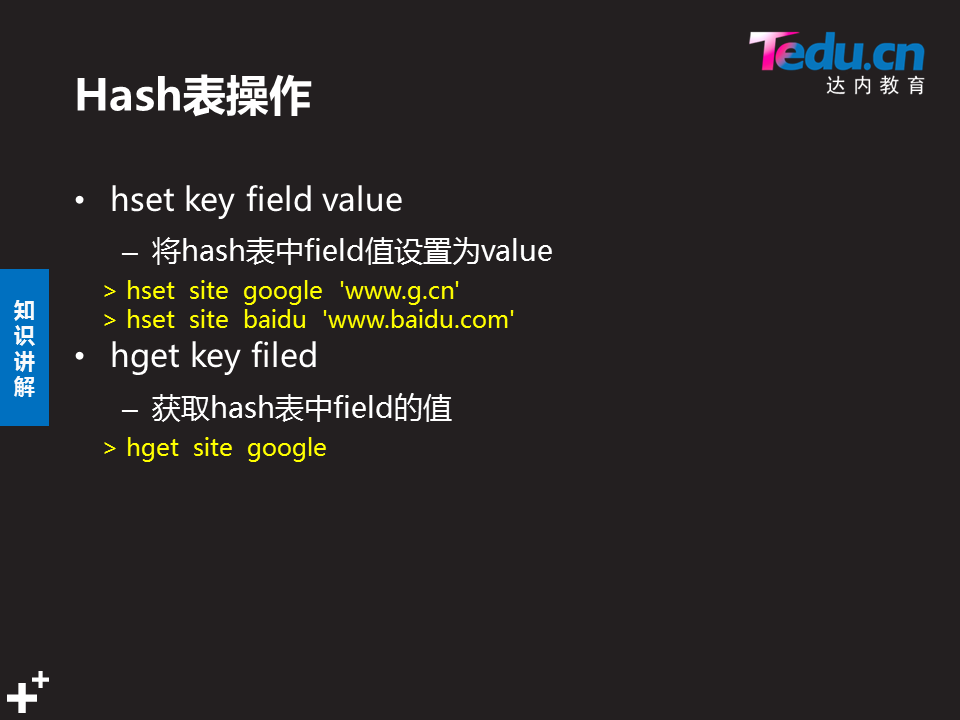 Tedu.cn
达内教育
Hash表操作
• hset key field value
– 将hash表中field值设置为value
> hset site google 'www.g.cn'
> hset site baidu 'www.baidu.com'
• hget key filed
– 获取hash表中field的值
> hget site google
知识讲解